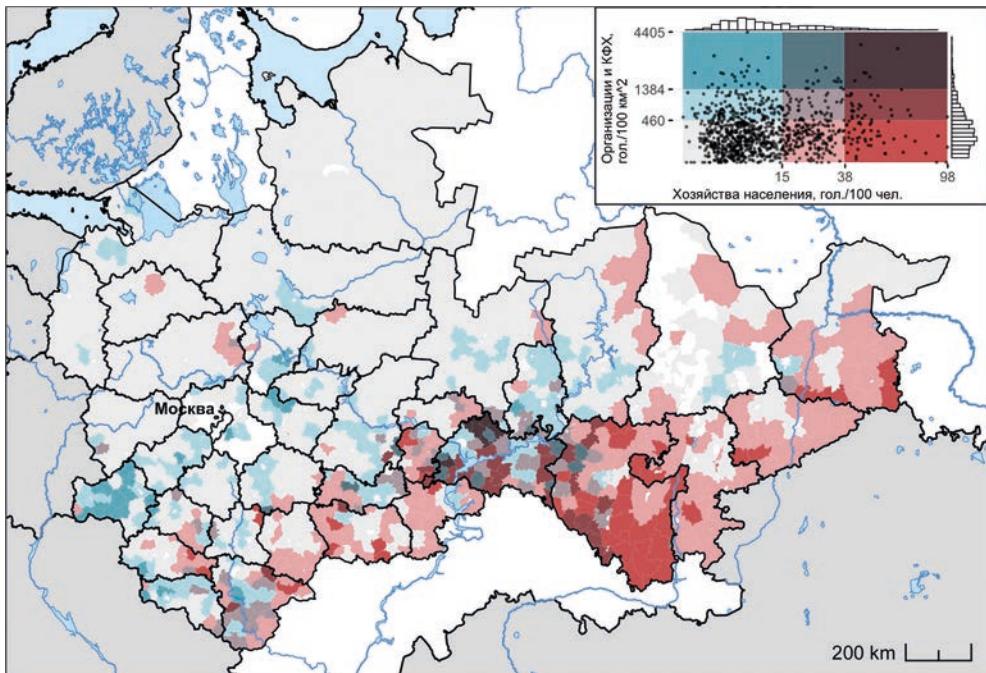 4405
1384
460
Организации и КФХ,
гол./100 км^2
15
38
98
Хозяйства населения, гол./100 чел.
Москва
200 km